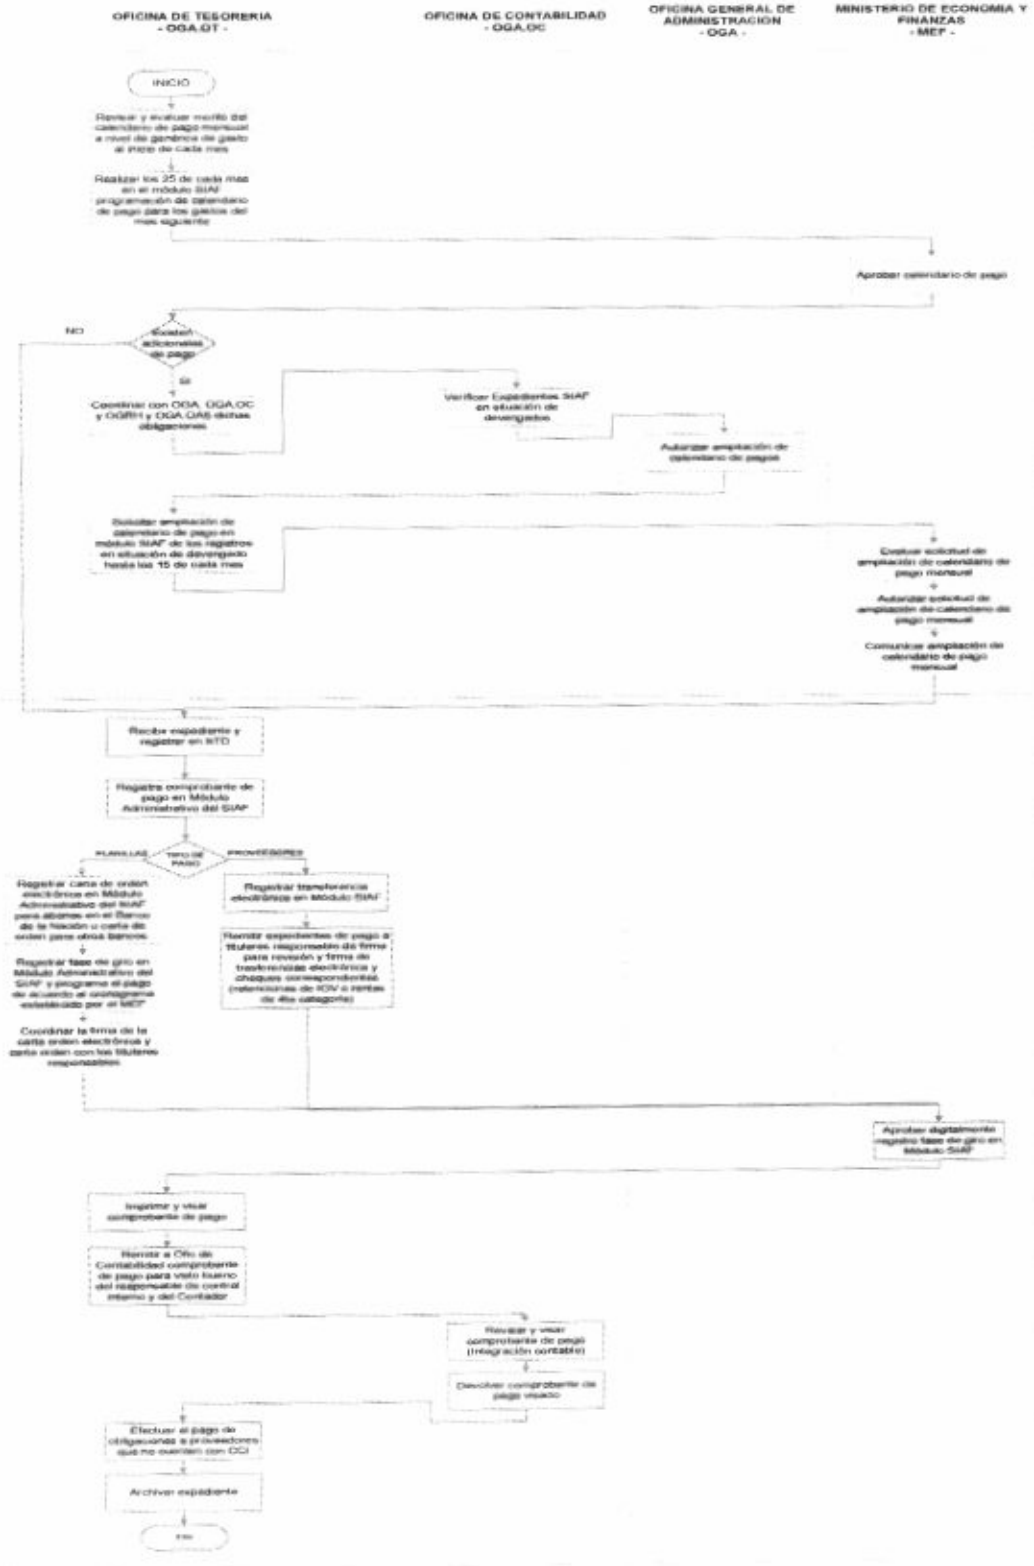 OFICINA DE TESORERIA
- OGA.OT -
OFICINA DE CONTABILIDAD
- OGA.OC -
OFICINA GENERAL DE
ADMINISTRACION
- OGA -
MINISTERIO DE ECONOMIA Y
FINANZAS
- MEF -
INICIO
Revisar y evaluar monto del
calendario de pago mensual
a nivel de genérica de gasto
al inicio de cada mes
Realizar los 25 de cada mes
en el módulo SIAF
programación de calendario
de pago para los gastos del
mes siguiente
Aprobar calendario de pago
NO
Existen
adicionales
de pago
SI
Coordinar con OGA, OGA.OC
y OGRH y OGA.OAS dichas
obligaciones
Verificar Expedientes SIAF
en situación de
devengados
Autorizar ampliación de
calendario de pagos
Solicitar ampliación de
calendario de pago en
módulo SIAF de los registros
en situación de devengado
hasta los 15 de cada mes
Evaluar solicitud de
ampliación de calendario de
pago mensual
Autorizar solicitud de
ampliación de calendario de
pago mensual
Comunicar ampliación de
calendario de pago
mensual
Recibir expediente y
registrar en STD
Registra comprobante de
pago en Módulo
Administrativo del SIAF
PLANILLAS
TIPO DE
PAGO
PROVEEDORES
Registrar carta de orden
electrónica en Módulo
Administrativo del SIAF
para abonos en el Banco
de la Nación o carta de
orden para otros bancos
Registrar transferencia
electrónica en Módulo SIAF
Registrar fase de giro en
Módulo Administrativo del
SIAF y programa el pago
de acuerdo al cronograma
establecido por el MEF
Remitir expedientes de pago a
titulares responsable de firma
para revisión y firma de
trasferencias electrónica y
cheques correspondientes
(retenciones de IGV o rentas
de 4ta categoría)
Coordinar la firma de la
carta orden electrónica y
carta orden con los titulares
responsables
Aprobar digitalmente
registro fase de giro en
Módulo SIAF
Imprimir y visar
comprobante de pago
Remitir a Ofic de
Contabilidad comprobante
de pago para visto bueno
del responsable de control
interno y del Contador
Revisar y visar
comprobante de pago
(Integración contable)
Devolver comprobante de
pago visado
Efectuar el pago de
obligaciones a proveedores
que no cuenten con CCI
Archivar expediente
FIN